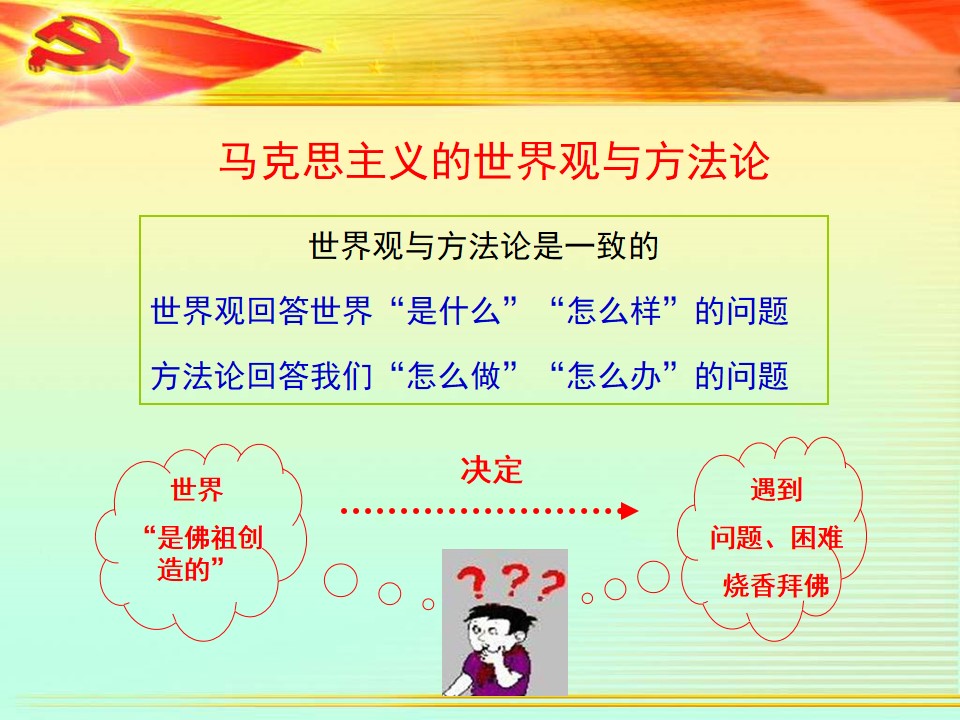 马克思主义的世界观与方法论
世界观与方法论是一致的
世界观回答世界“是什么”“怎么样”的问题
方法论回答我们“怎么做”“怎么办”的问题
世界
“是佛祖创
造的”
决定
遇到
问题、困难
烧香拜佛
? ? ?